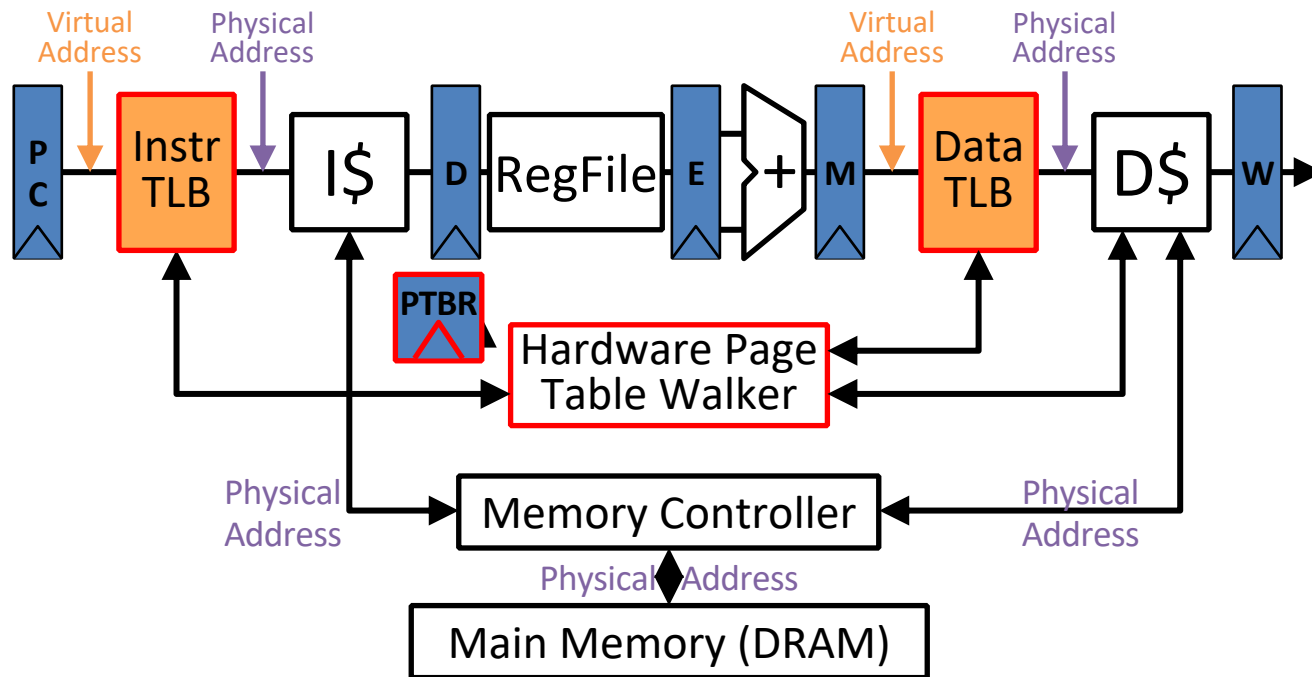 Virtual
Address
Physical
Address
Virtual
Address
Physical
Address
P
C
Instr
TLB
I$
D
RegFile
E
+
M
Data
TLB
D$
W
PTBR
Hardware Page
Table Walker
Physical
Address
Memory Controller
Physical
Address
Physical Address
Main Memory (DRAM)